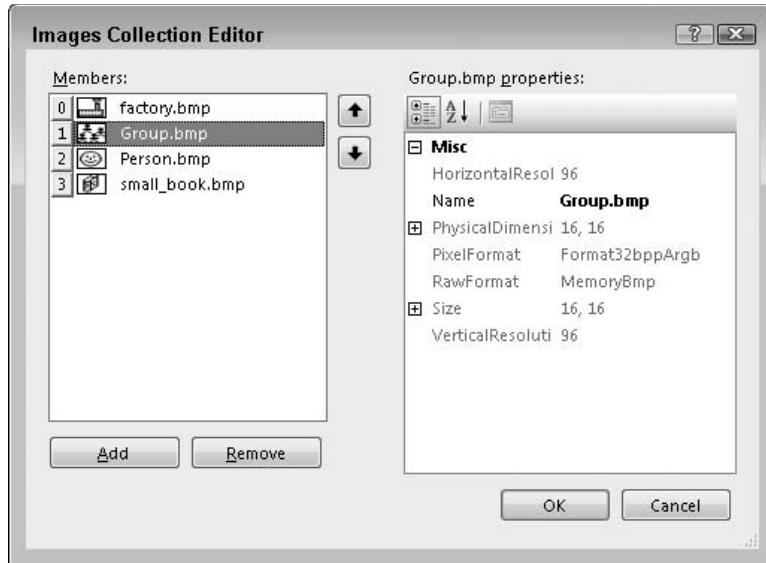 Images Collection Editor
Members:
0 factory.bmp
1 Group.bmp
2 Person.bmp
3 small_book.bmp
Add Remove
Group.bmp properties:
A Z
Misc
HorizontalResol 96
Name Group.bmp
PhysicalDimensi 16, 16
PixelFormat Format32bppArgb
RawFormat MemoryBmp
Size 16, 16
VerticalResoluti 96
OK Cancel